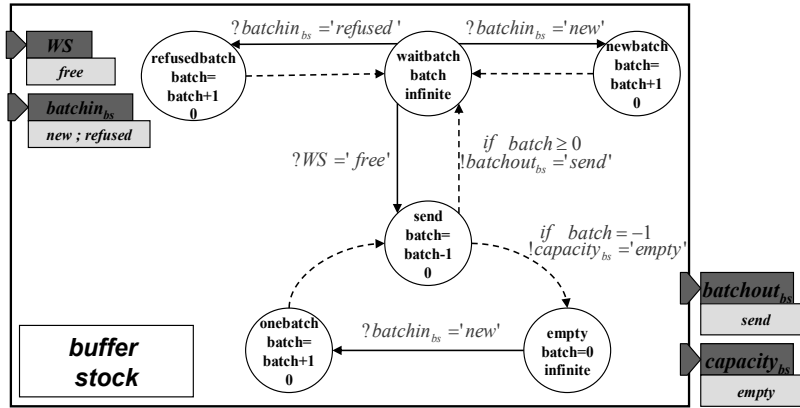 ?batchin_bs ='refused '
?batchin_bs ='new'
WS
free
batchin_bs
new ; refused
refusedbatch
batch=
batch+1
0
waitbatch
batch
infinite
newbatch
batch=
batch+1
0
?WS =' free'
if batch ≥ 0
!batchout_bs ='send'
send
batch=
batch-1
0
if batch = −1
!capacity_bs ='empty'
batchout_bs
send
capacity_bs
empty
onebatch
batch=
batch+1
0
?batchin_bs ='new'
empty
batch=0
infinite
buffer
stock